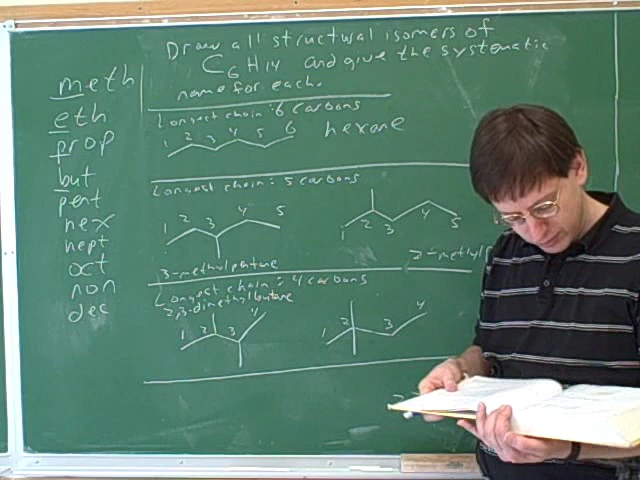 Draw all structural isomers of
C6H14 and give the systematic
name for each.
meth
eth
prop
but
pent
hex
hept
oct
non
dec
Longest chain: 6 carbons
1 2 3 4 5 6 hexane
Longest chain: 5 carbons
1 2 3 4 5
1 2 3 4 5
3-methylpentane
2-methylp
Longest chain: 4 carbons
2,3-dimethylbutane
1 2 3 4
1 2 3 4